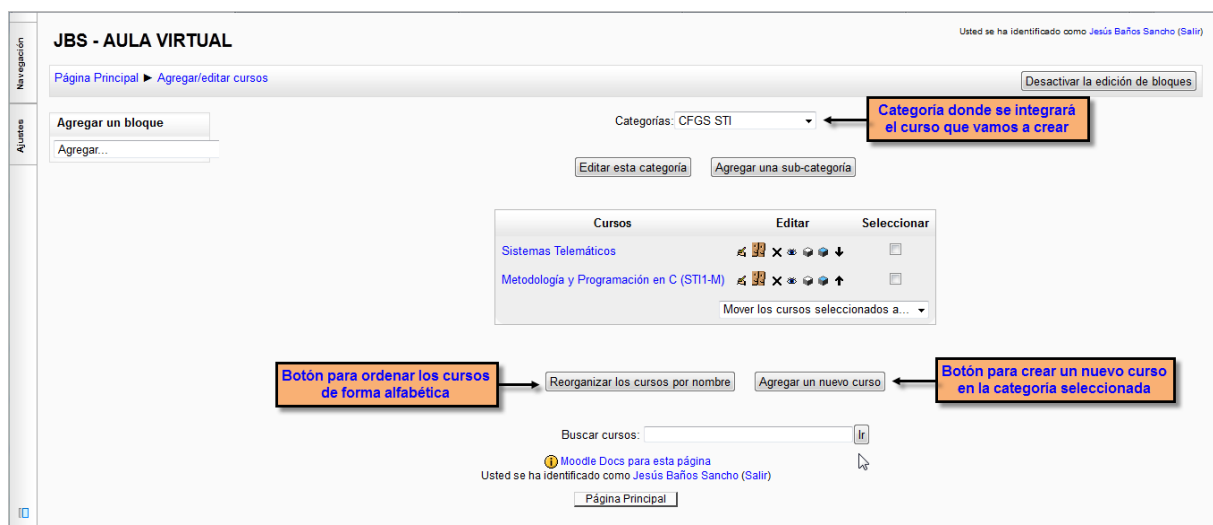 Navegación
Ajustes
JBS - AULA VIRTUAL
Usted se ha identificado como Jesús Baños Sancho (Salir)
Página Principal ► Agregar/editar cursos
Desactivar la edición de bloques
Agregar un bloque
Agregar...
Categorías: CFGS STI
Categoría donde se integrará
el curso que vamos a crear
Editar esta categoría
Agregar una sub-categoría
Cursos Editar Seleccionar
Sistemas Telemáticos
Metodología y Programación en C (STI1-M)
Mover los cursos seleccionados a...
Botón para ordenar los cursos
de forma alfabética
Reorganizar los cursos por nombre
Agregar un nuevo curso
Botón para crear un nuevo curso
en la categoría seleccionada
Buscar cursos:
Ir
Moodle Docs para esta página
Usted se ha identificado como Jesús Baños Sancho (Salir)
Página Principal